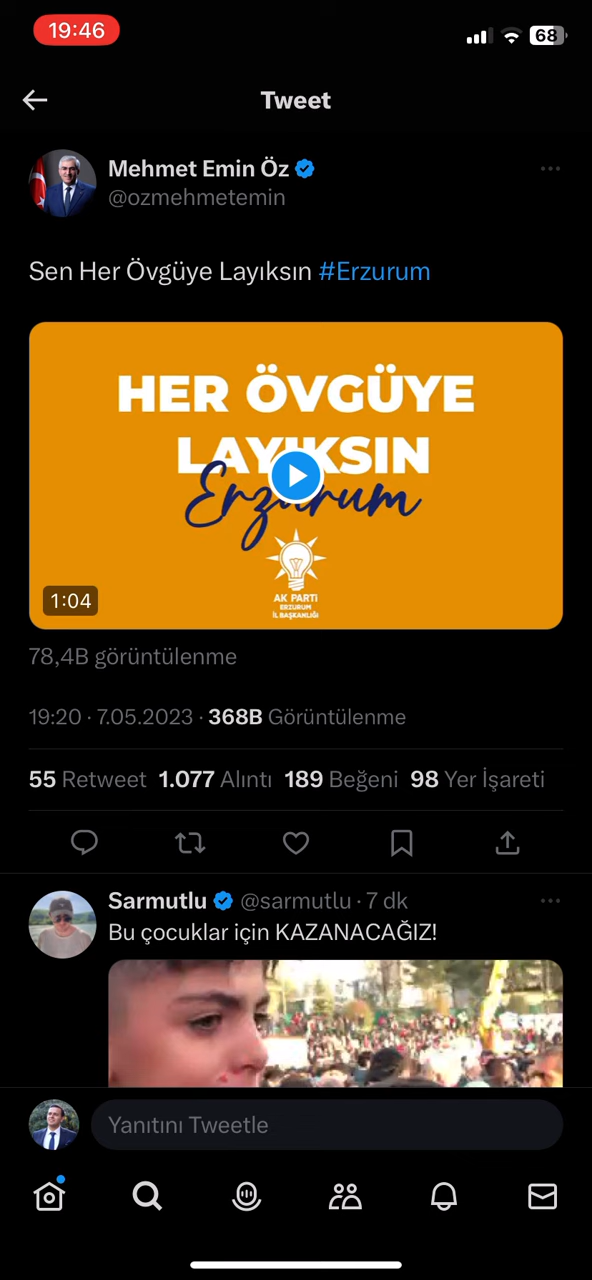 19:46
68
Tweet
Mehmet Emin Öz
@ozmehmetemin
Sen Her Övgüye Layıksın #Erzurum
HER ÖVGÜYE
LAYIKSIN
Erzurum
AK PARTİ
ERZURUM
İL BAŞKANLIĞI
1:04
78,4B görüntülenme
19:20 · 7.05.2023 · 368B Görüntülenme
55 Retweet 1.077 Alıntı 189 Beğeni 98 Yer İşareti
Sarmutlu @sarmutlu · 7 dk
Bu çocuklar için KAZANACAĞIZ!
Yanıtını Tweetle